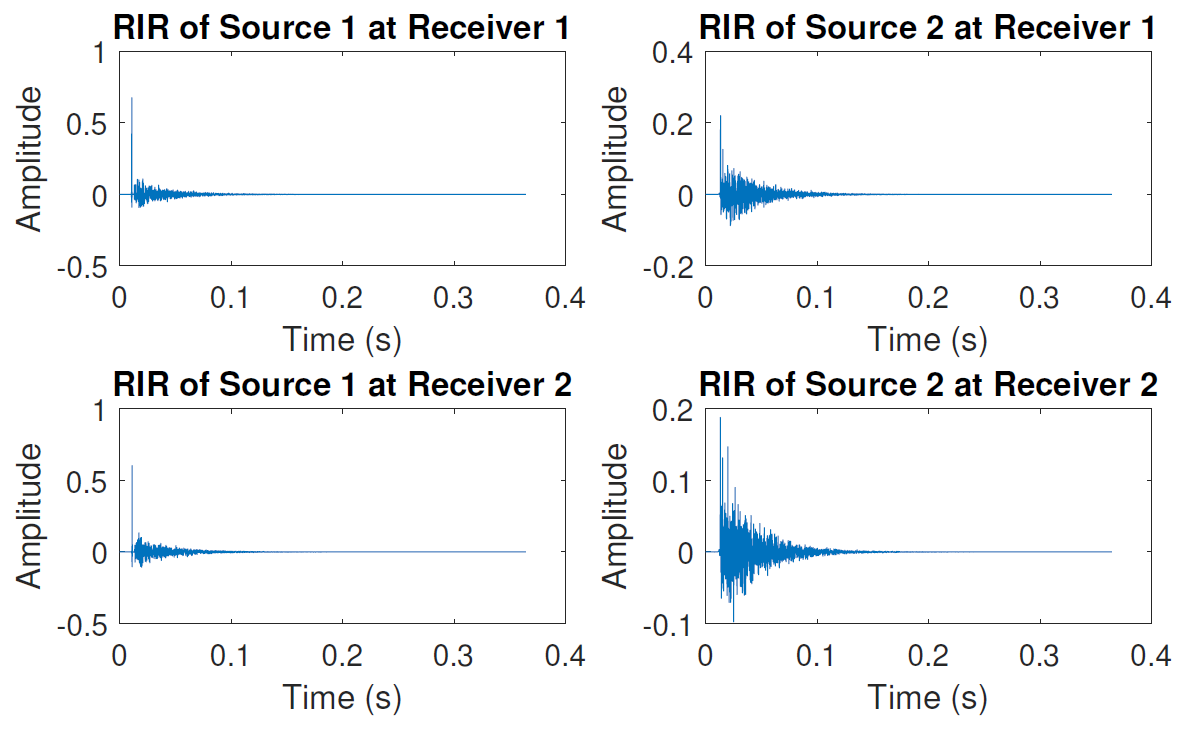 RIR of Source 1 at Receiver 1
1
0.5
0
-0.5
Amplitude
0 0.1 0.2 0.3 0.4
Time (s)
RIR of Source 2 at Receiver 1
0.4
0.2
0
-0.2
Amplitude
0 0.1 0.2 0.3 0.4
Time (s)
RIR of Source 1 at Receiver 2
1
0.5
0
-0.5
Amplitude
0 0.1 0.2 0.3 0.4
Time (s)
RIR of Source 2 at Receiver 2
0.2
0.1
0
-0.1
Amplitude
0 0.1 0.2 0.3 0.4
Time (s)